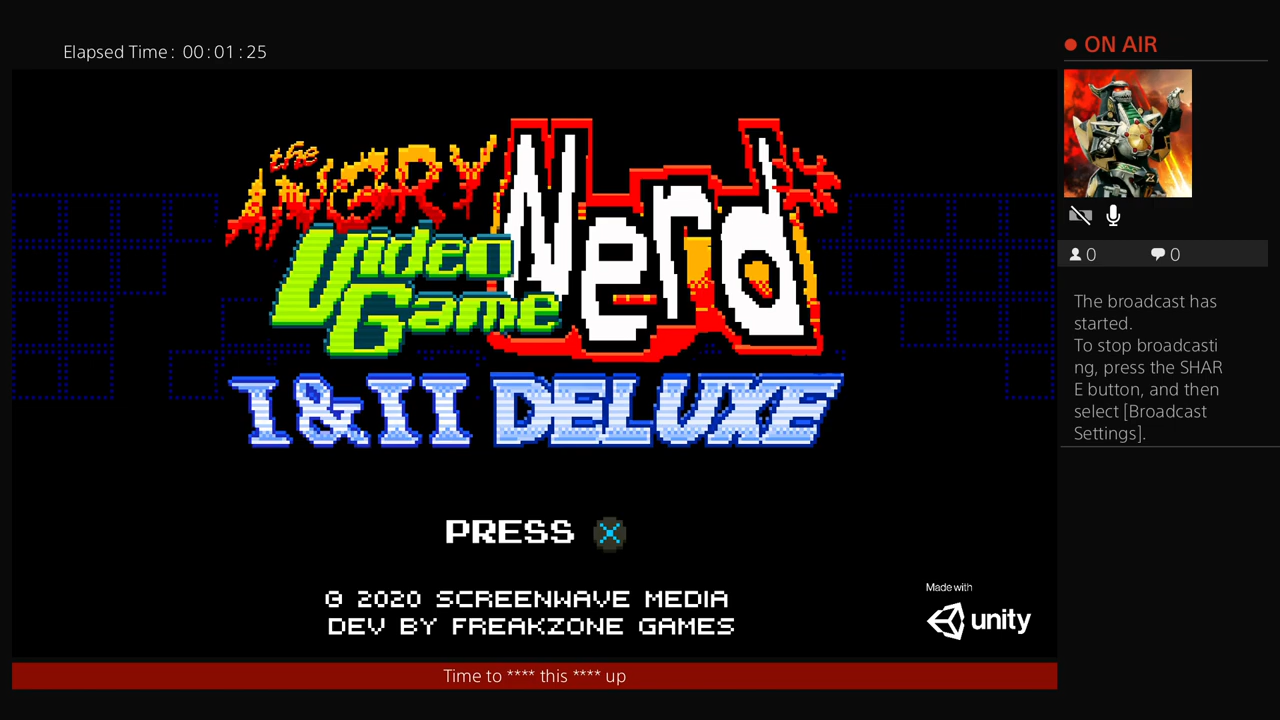 Elapsed Time: 00:01:25
ON AIR
the
ANGRY
Video
Game
Nerd
I & II DELUXE
PRESS
© 2020 SCREENWAVE MEDIA
DEV BY FREAKZONE GAMES
Made with
unity
Time to **** this **** up
0
0
The broadcast has
started.
To stop broadcasti
ng, press the SHAR
E button, and then
select [Broadcast
Settings].